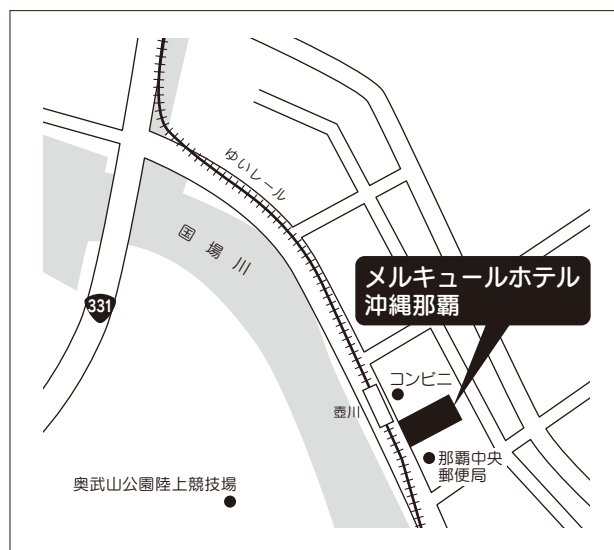 ゆいレール
国場川
331
メルキュールホテル
沖縄那覇
コンビニ
壺川
那覇中央
郵便局
奥武山公園陸上競技場